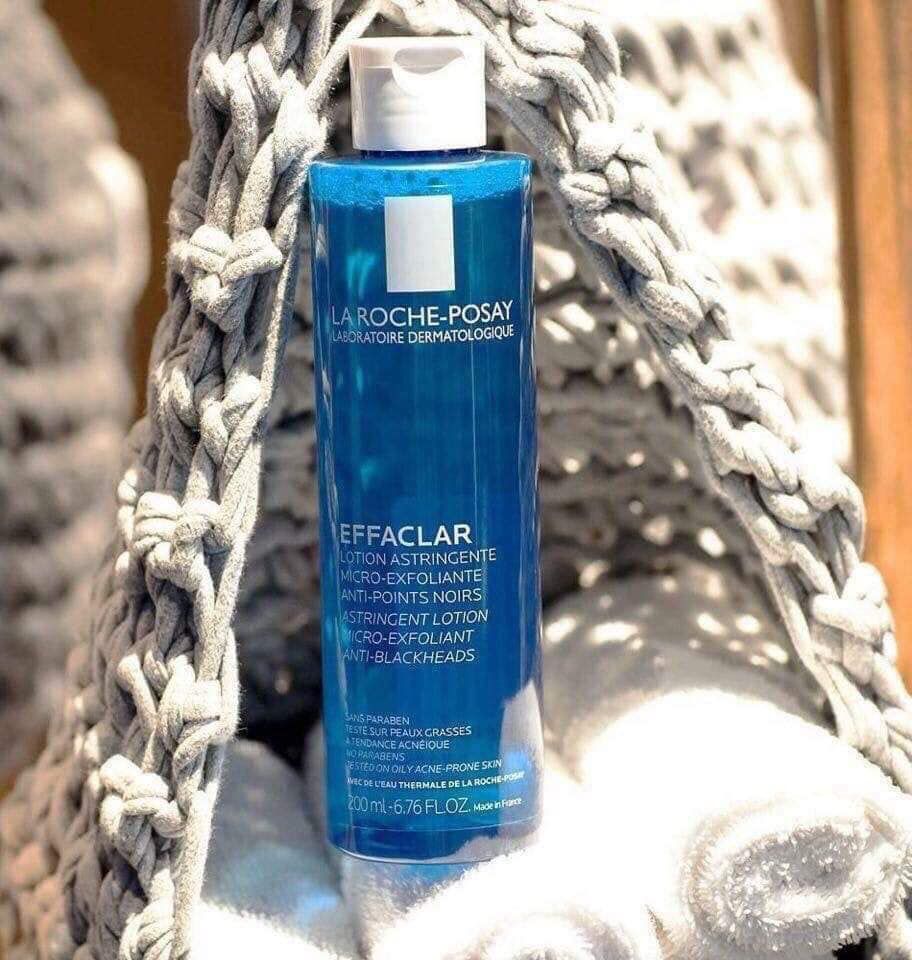 LA ROCHE-POSAY
LABORATOIRE DERMATOLOGIQUE
EFFACLAR
LOTION ASTRINGENTE
MICRO-EXFOLIANTE
ANTI-POINTS NOIRS
ASTRINGENT LOTION
MICRO-EXFOLIANT
ANTI-BLACKHEADS
SANS PARABEN
TESTÉ SUR PEAUX GRASSES
À TENDANCE ACNÉIQUE
NO PARABENS
TESTED ON OILY ACNE-PRONE SKIN
AVEC DE L'EAU THERMALE DE LA ROCHE-POSAY
200 ml - 6.76 FL.OZ. Made in France